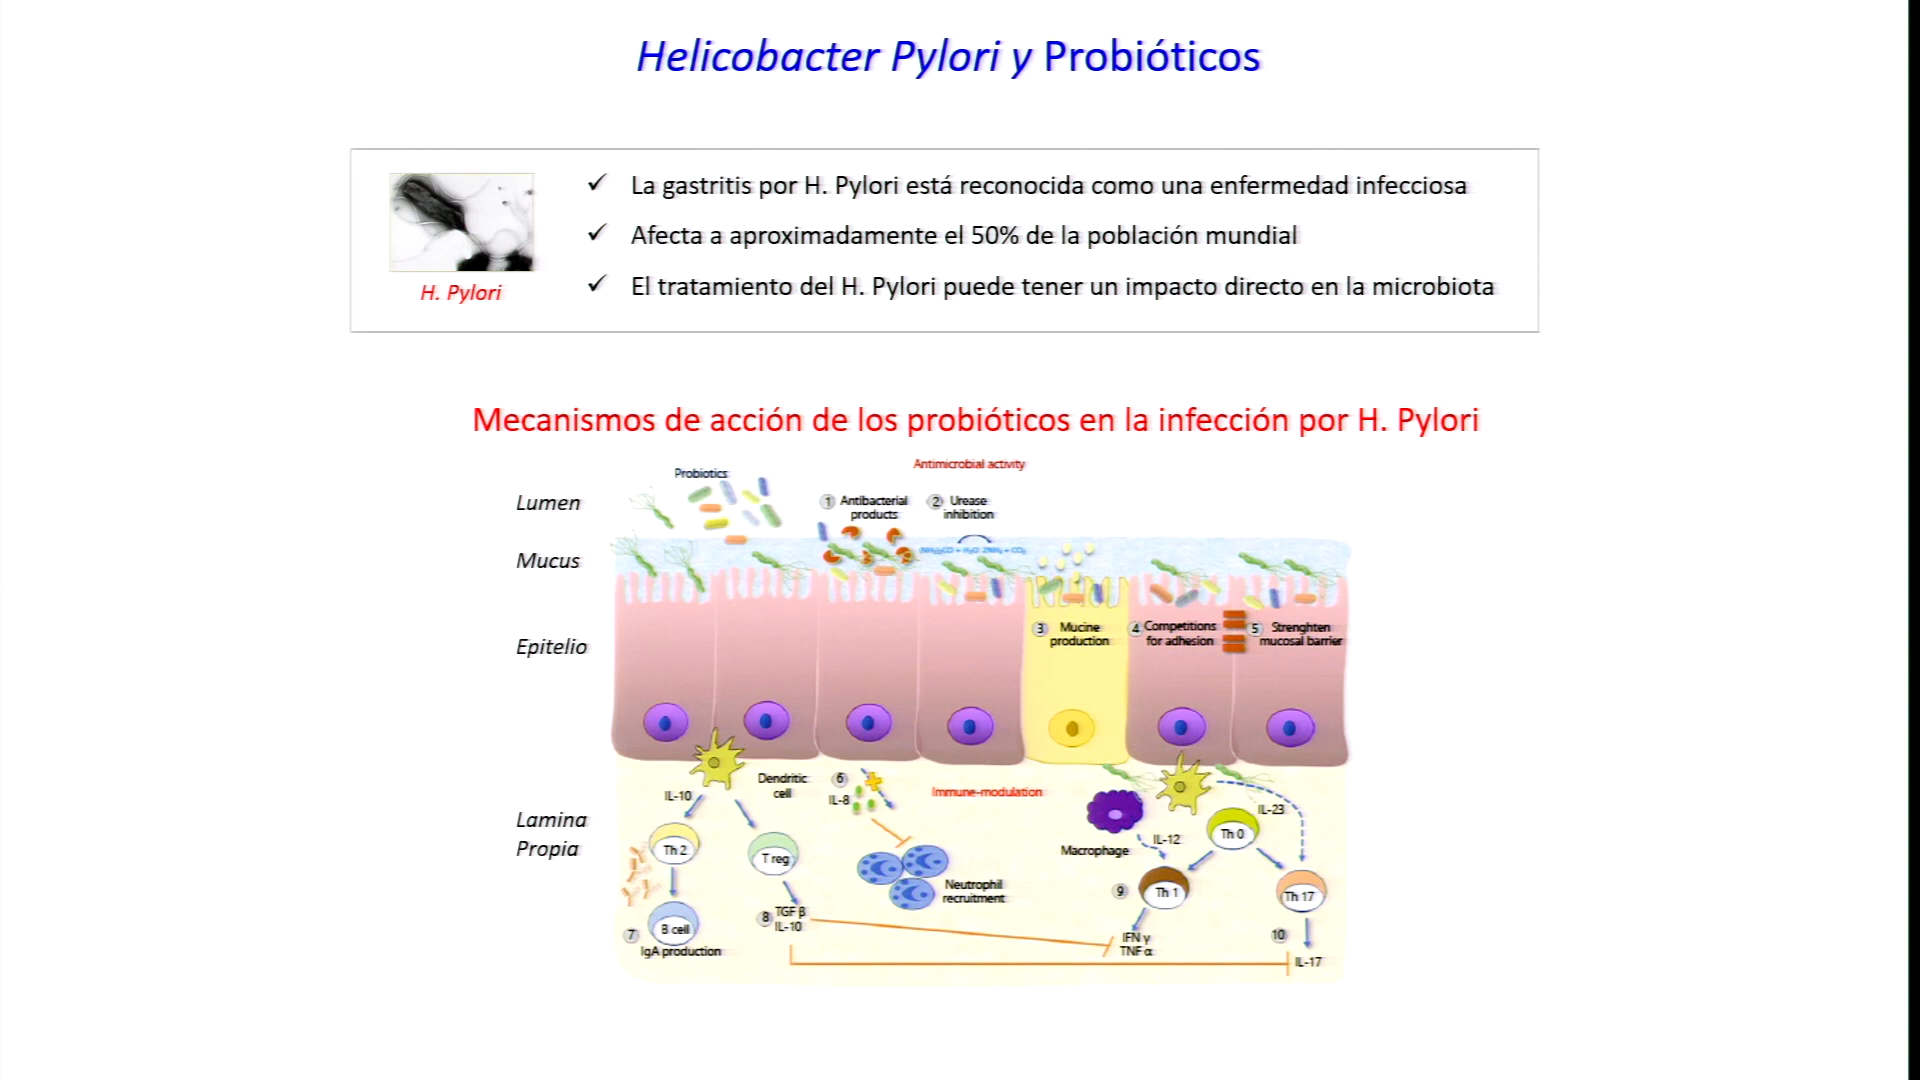 Helicobacter Pylori y Probióticos
✓ La gastritis por H. Pylori está reconocida como una enfermedad infecciosa
✓ Afecta a aproximadamente el 50% de la población mundial
✓ El tratamiento del H. Pylori puede tener un impacto directo en la microbiota
H. Pylori
Mecanismos de acción de los probióticos en la infección por H. Pylori
Lumen
Mucus
Epitelio
Lamina
Propia
Probiotics
Antimicrobial activity
1 Antibacterial
products
2 Urease
inhibition
3 Mucine
production
4 Competitions
for adhesion
5 Strenghten
mucosal barrier
IL-10
Dendritic
cell
Th 2
T reg
7
B cell
IgA production
8 TGF β
IL-10
6
IL-8
Immune-modulation
Neutrophil
recruitment
Macrophage
IL-12
Th 0
IL-23
9
Th 1
Th 17
IFN γ
TNF α
10
IL-17